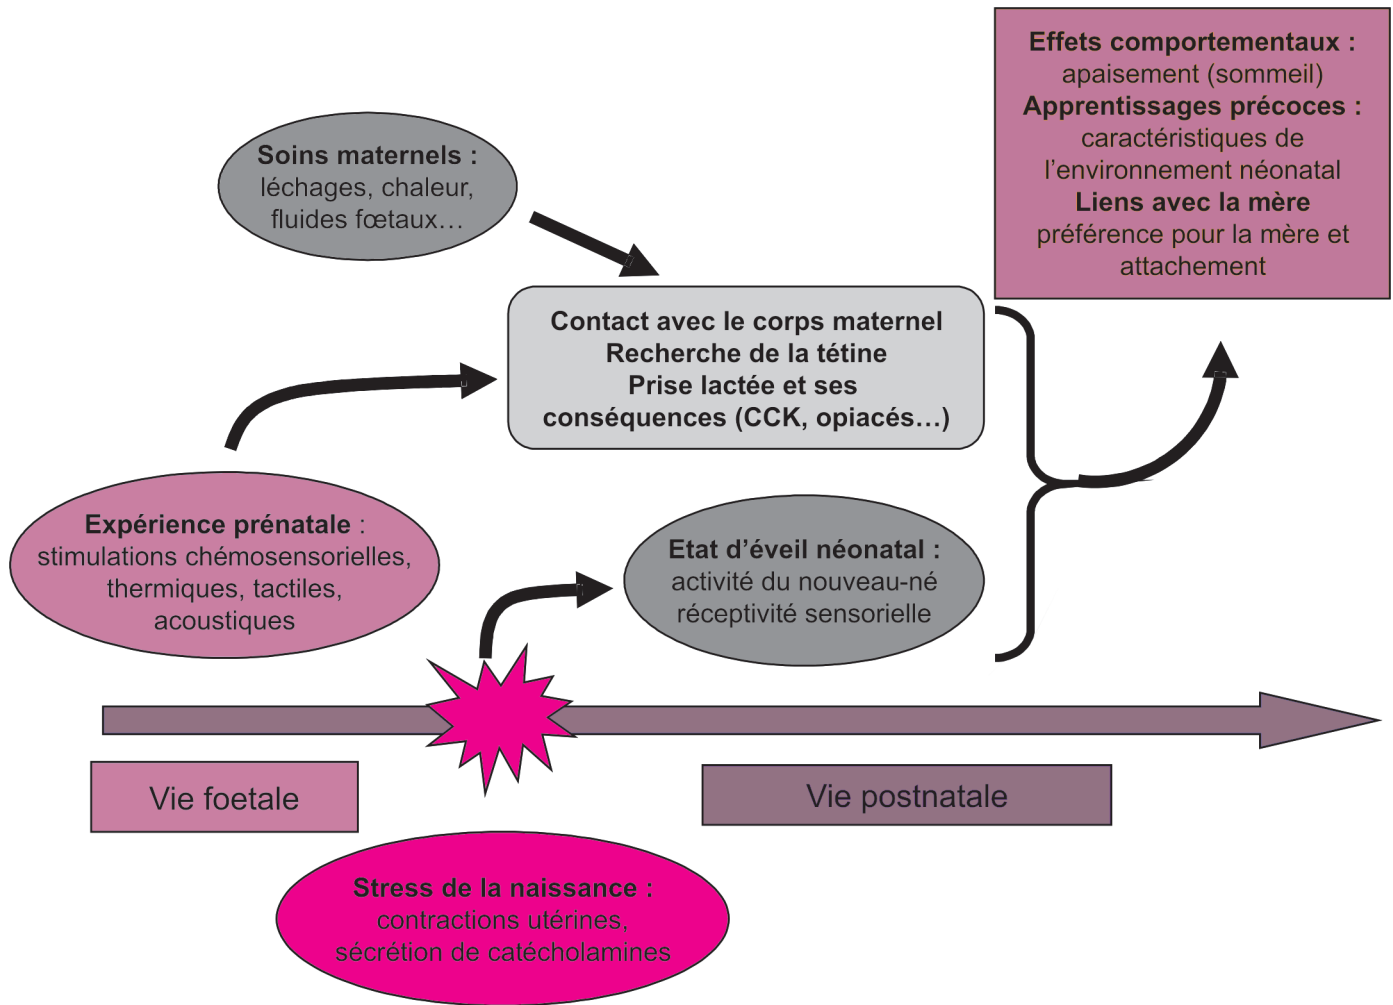 Effets comportementaux :
apaisement (sommeil)
Apprentissages précoces :
caractéristiques de
l’environnement néonatal
Liens avec la mère
préférence pour la mère et
attachement
Soins maternels :
léchages, chaleur,
fluides fœtaux…
Contact avec le corps maternel
Recherche de la tétine
Prise lactée et ses
conséquences (CCK, opiacés…)
Expérience prénatale :
stimulations chémosensorielles,
thermiques, tactiles,
acoustiques
Etat d’éveil néonatal :
activité du nouveau-né
réceptivité sensorielle
Vie foetale
Vie postnatale
Stress de la naissance :
contractions utérines,
sécrétion de catécholamines